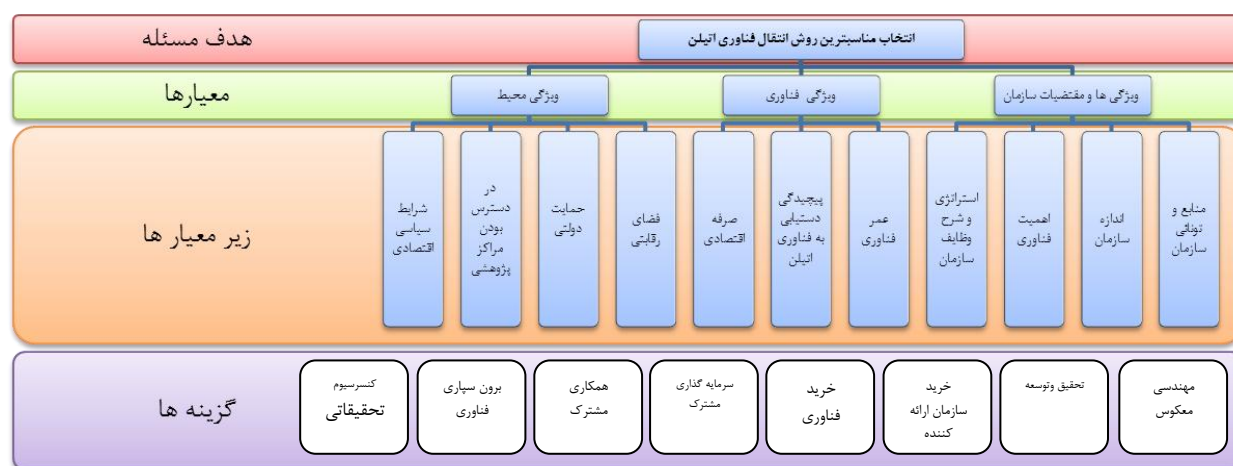 هدف مسئله
انتخاب مناسبترین روش انتقال فناوری اتیلن
معیارها
ویژگی ها و مقتضیات سازمان
ویژگی فناوری
ویژگی محیط
زیر معیار ها
منابع و
توناثی
سازمان
اندازه
سازمان
اهمیت
فناوری
استراتژی
و شرح
وظایف
سازمان
عمر
فناوری
پیچیدگی
دستیابی
به فناوری
اتیلن
صرفه
اقتصادی
فضای
رقابتی
حمایت
دولتی
در
دسترس
بودن
مراکز
پژوهشی
شرایط
سیاسی
اقتصادی
گزینه ها
مهندسی
معکوس
تحقیق وتوسعه
خرید
سازمان ارائه
کننده
خرید
فناوری
سرمایه گذاری
مشترک
همکاری
مشترک
برون سپاری
فناوری
کنسرسیوم
تحقیقاتی